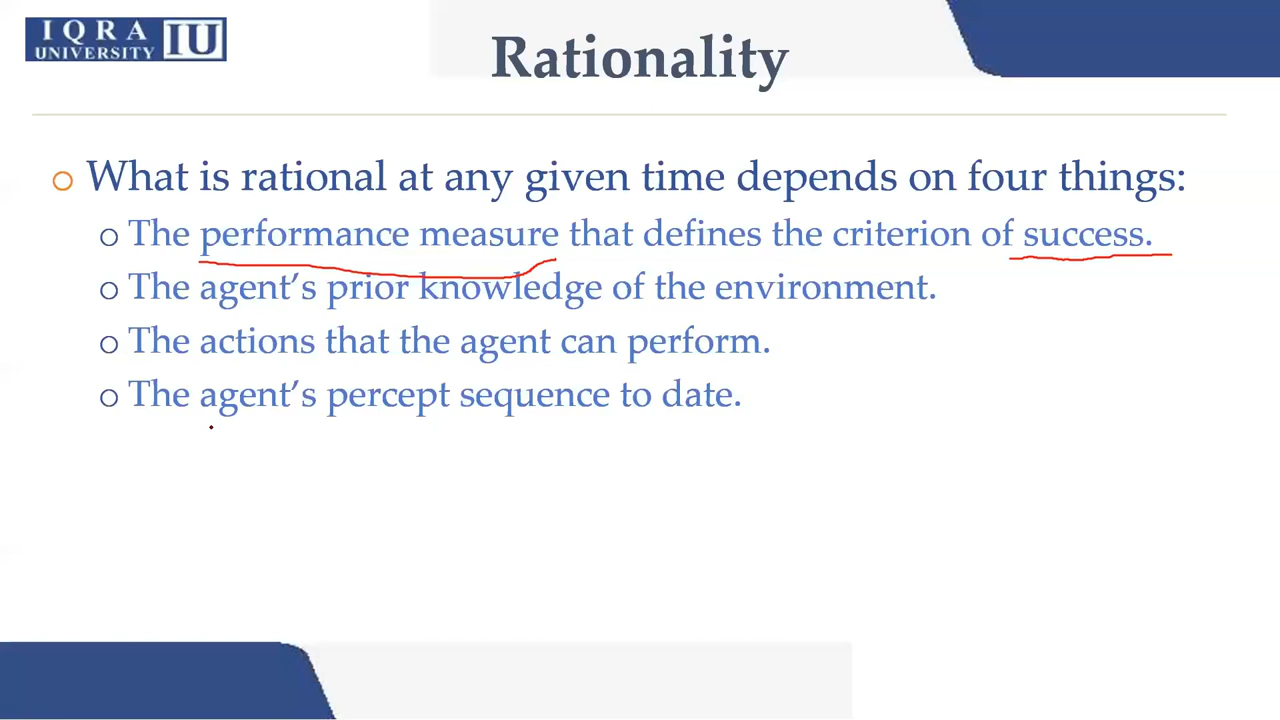 IQRA
UNIVERSITY IU
Rationality
What is rational at any given time depends on four things:
The performance measure that defines the criterion of success.
The agent’s prior knowledge of the environment.
The actions that the agent can perform.
The agent’s percept sequence to date.